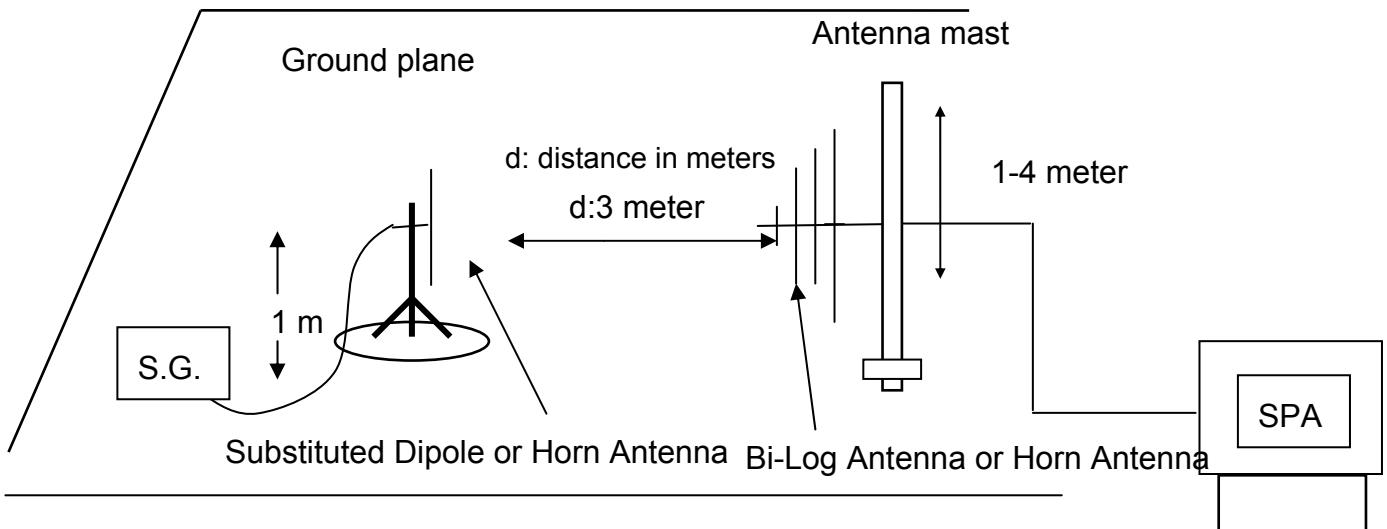 Antenna mast
Ground plane
d: distance in meters
d:3 meter
1-4 meter
1 m
S.G.
SPA
Substituted Dipole or Horn Antenna
Bi-Log Antenna or Horn Antenna